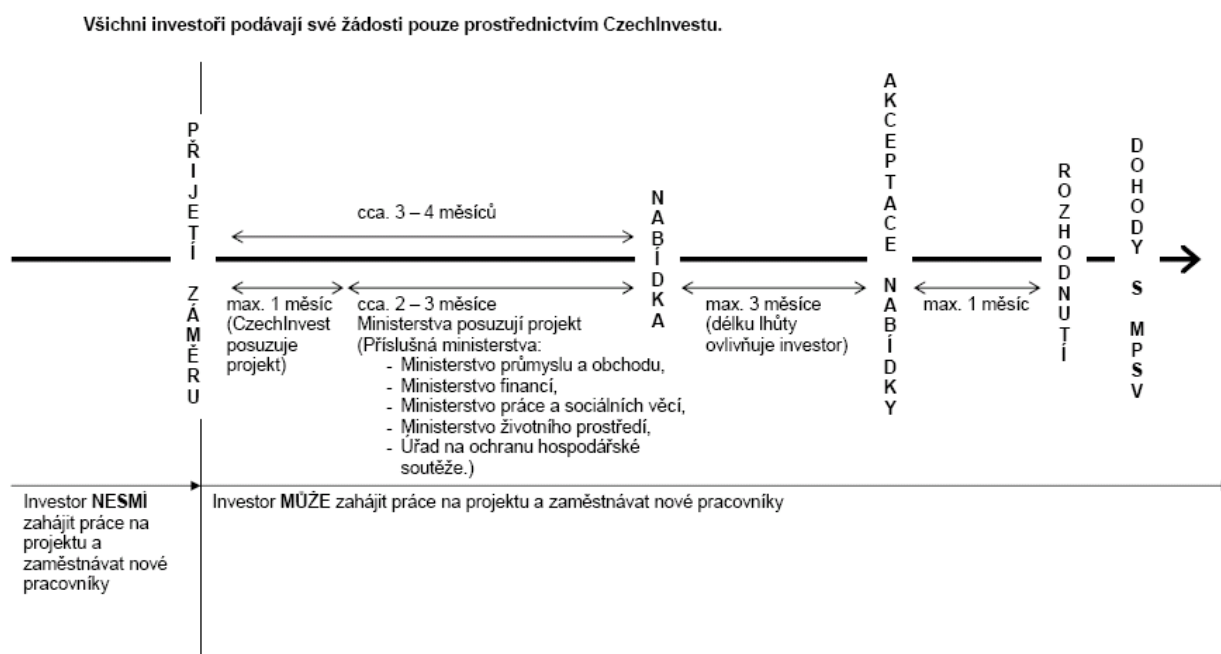 Všichni investoři podávají své žádosti pouze prostřednictvím CzechInvestu.
PŘIJETÍ ZÁMĚRU
cca. 3 – 4 měsíců
max. 1 měsíc
(CzechInvest
posuzuje
projekt)
cca. 2 – 3 měsíce
Ministerstva posuzují projekt
(Příslušná ministerstva:
- Ministerstvo průmyslu a obchodu,
- Ministerstvo financí,
- Ministerstvo práce a sociálních věcí,
- Ministerstvo životního prostředí,
- Úřad na ochranu hospodářské
soutěže.)
NABÍDKA
max. 3 měsíce
(délku lhůty
ovlivňuje investor)
AKCEPTACE NABÍDKY
max. 1 měsíc
ROZHODNUTÍ
DOHODY S MPSV
Investor NESMÍ
zahájit práce na
projektu a
zaměstnávat nové
pracovníky
Investor MŮŽE zahájit práce na projektu a zaměstnávat nové pracovníky